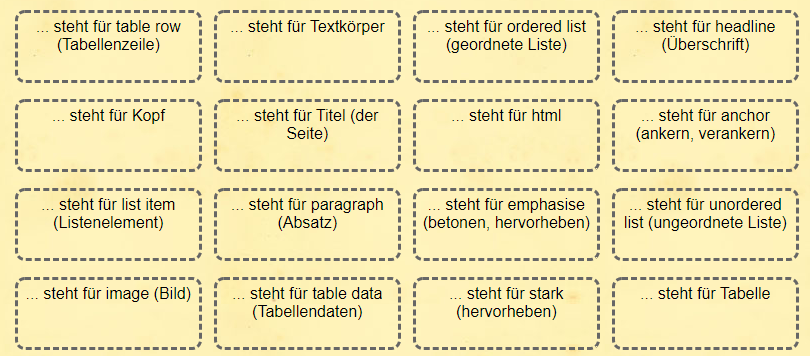 ... steht für table row
(Tabellenzeile)
... steht für Textkörper
... steht für ordered list
(geordnete Liste)
... steht für headline
(Überschrift)
... steht für Kopf
... steht für Titel (der
Seite)
... steht für html
... steht für anchor
(ankern, verankern)
... steht für list item
(Listenelement)
... steht für paragraph
(Absatz)
... steht für emphasise
(betonen, hervorheben)
... steht für unordered
list (ungeordnete Liste)
... steht für image (Bild)
... steht für table data
(Tabellendaten)
... steht für stark
(hervorheben)
... steht für Tabelle